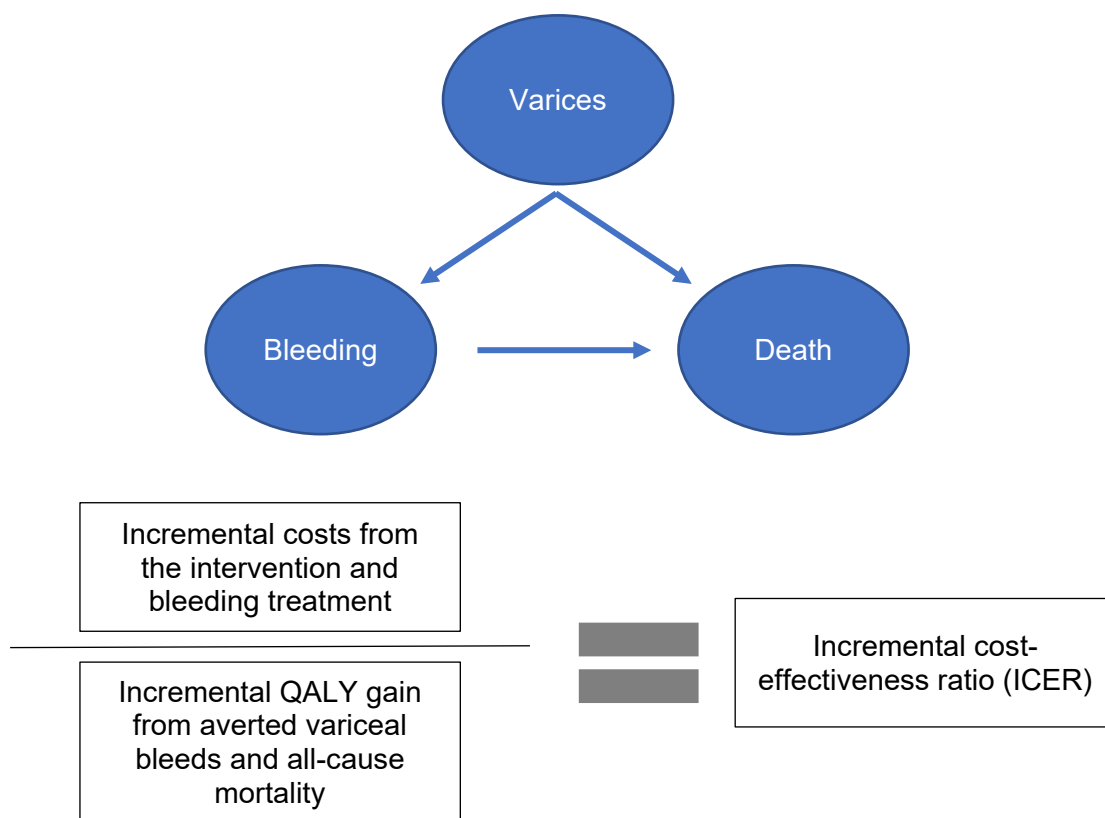 Varices
Bleeding
Death
Incremental costs from
the intervention and
bleeding treatment
Incremental QALY gain
from averted variceal
bleeds and all-cause
mortality
Incremental cost-
effectiveness ratio (ICER)